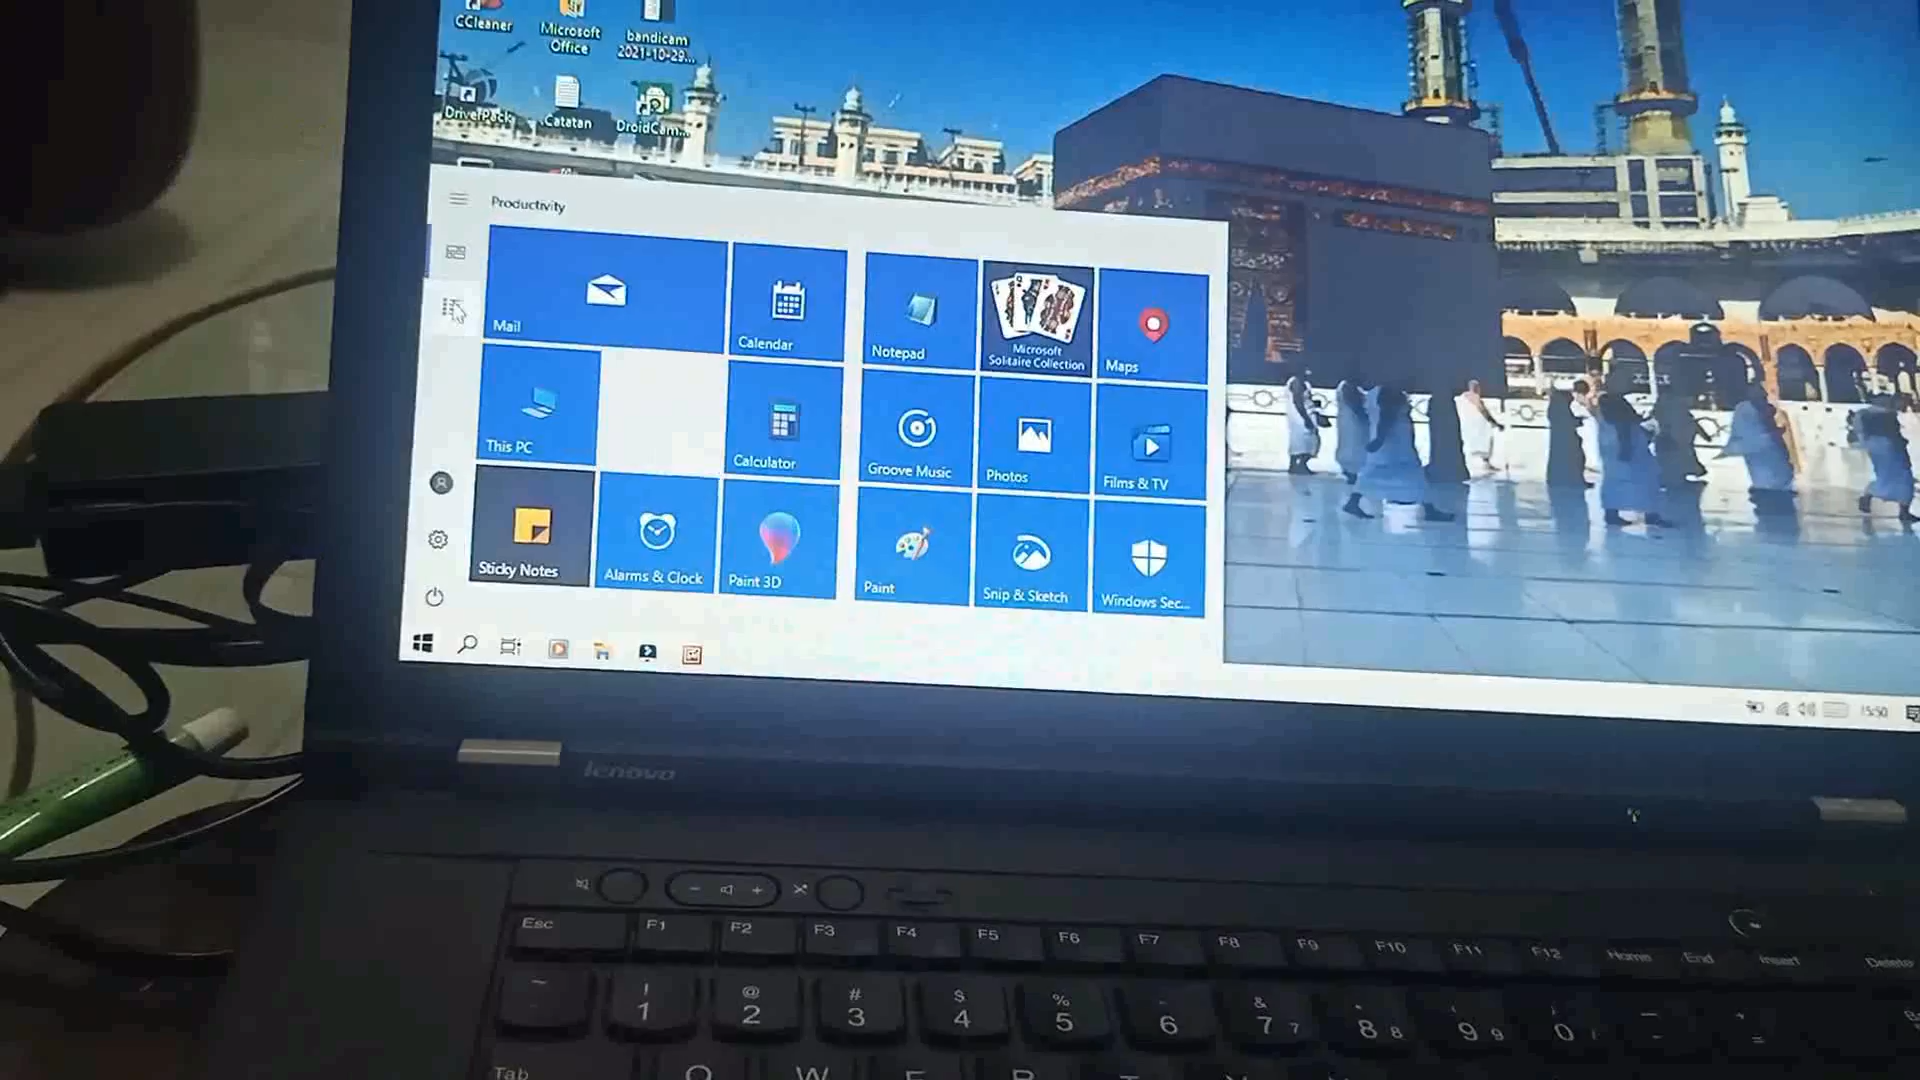 CCleaner
Microsoft
Office
bandicam
2021-10-29...
DriverPack
Catatan
DroidCam...
Productivity
Mail
Calendar
Notepad
Microsoft
Solitaire Collection
Maps
This PC
Calculator
Groove Music
Photos
Films & TV
Sticky Notes
Alarms & Clock
Paint 3D
Paint
Snip & Sketch
Windows Sec...
15:50
lenovo
- +
Esc F1 F2 F3 F4 F5 F6 F7 F8 F9 F10 F11 F12 Home End Insert Delete
! @ # $ % & 
1 2 3 4 5 6 7 7 8 8 9 9 0
Tab Q W E R T